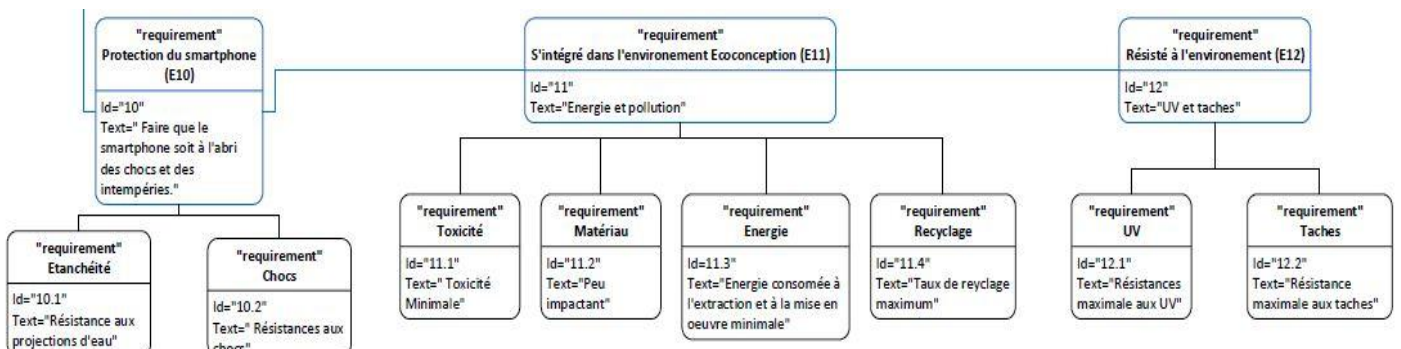 "requirement"
Protection du smartphone
(E10)
Id="10"
Text=" Faire que le
smartphone soit à l'abri
des chocs et des
intempéries."
"requirement"
S'intégré dans l'environement Ecoconception (E11)
Id="11"
Text="Energie et pollution"
"requirement"
Résisté à l'environement (E12)
Id="12"
Text="UV et taches"
"requirement"
Etanchéité
Id="10.1"
Text="Résistance aux
projections d'eau"
"requirement"
Chocs
Id="10.2"
Text=" Résistances aux
chocs"
"requirement"
Toxicité
Id="11.1"
Text=" Toxicité
Minimale"
"requirement"
Matériau
Id="11.2"
Text="Peu
impactant"
"requirement"
Energie
Id=11.3"
Text="Energie consomée à
l'extraction et à la mise en
oeuvre minimale"
"requirement"
Recyclage
Id="11.4"
Text="Taux de reyclage
maximum"
"requirement"
UV
Id="12.1"
Text="Résistances
maximale aux UV"
"requirement"
Taches
Id="12.2"
Text="Résistance
maximale aux taches"